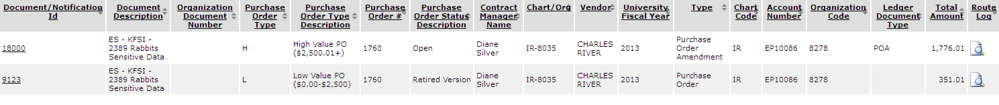 Document/Notification Id Document Description Organization Document Number Purchase Order Type Purchase Order Type Description Purchase Order # Purchase Order Status Description Contract Manager Name Chart/Org Vendor University Fiscal Year Type Chart Code Account Number Organization Code Ledger Document Type Total Amount Route Log
18000 ES - KFSI - 2389 Rabbits Sensitive Data H High Value PO ($2,500.01+) 1760 Open Diane Silver IR-8035 CHARLES RIVER 2013 Purchase Order Amendment IR EP10086 8278 POA 1,776.01
9123 ES - KFSI - 2389 Rabbits Sensitive Data L Low Value PO ($0.00-$2,500) 1760 Retired Version Diane Silver IR-8035 CHARLES RIVER 2013 Purchase Order IR EP10086 8278 351.01